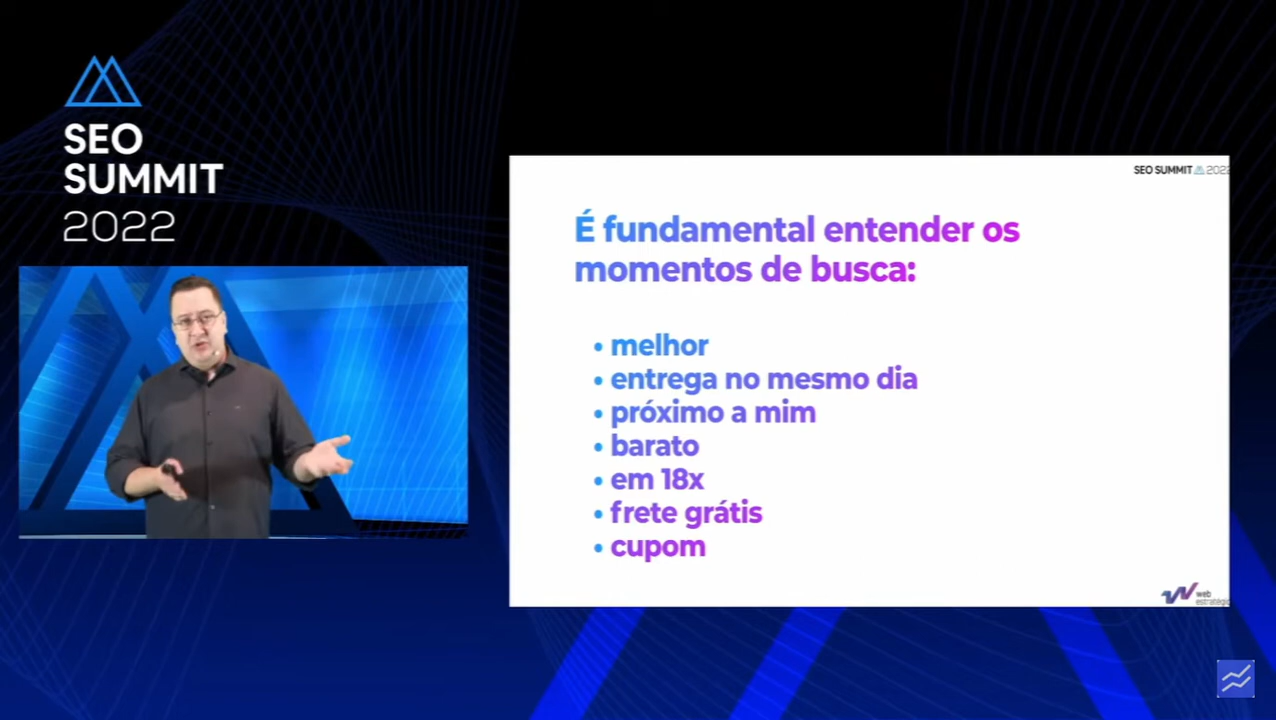 SEO
SUMMIT
2022
SEO SUMMIT 2022
É fundamental entender os
momentos de busca:
• melhor
• entrega no mesmo dia
• próximo a mim
• barato
• em 18x
• frete grátis
• cupom
web